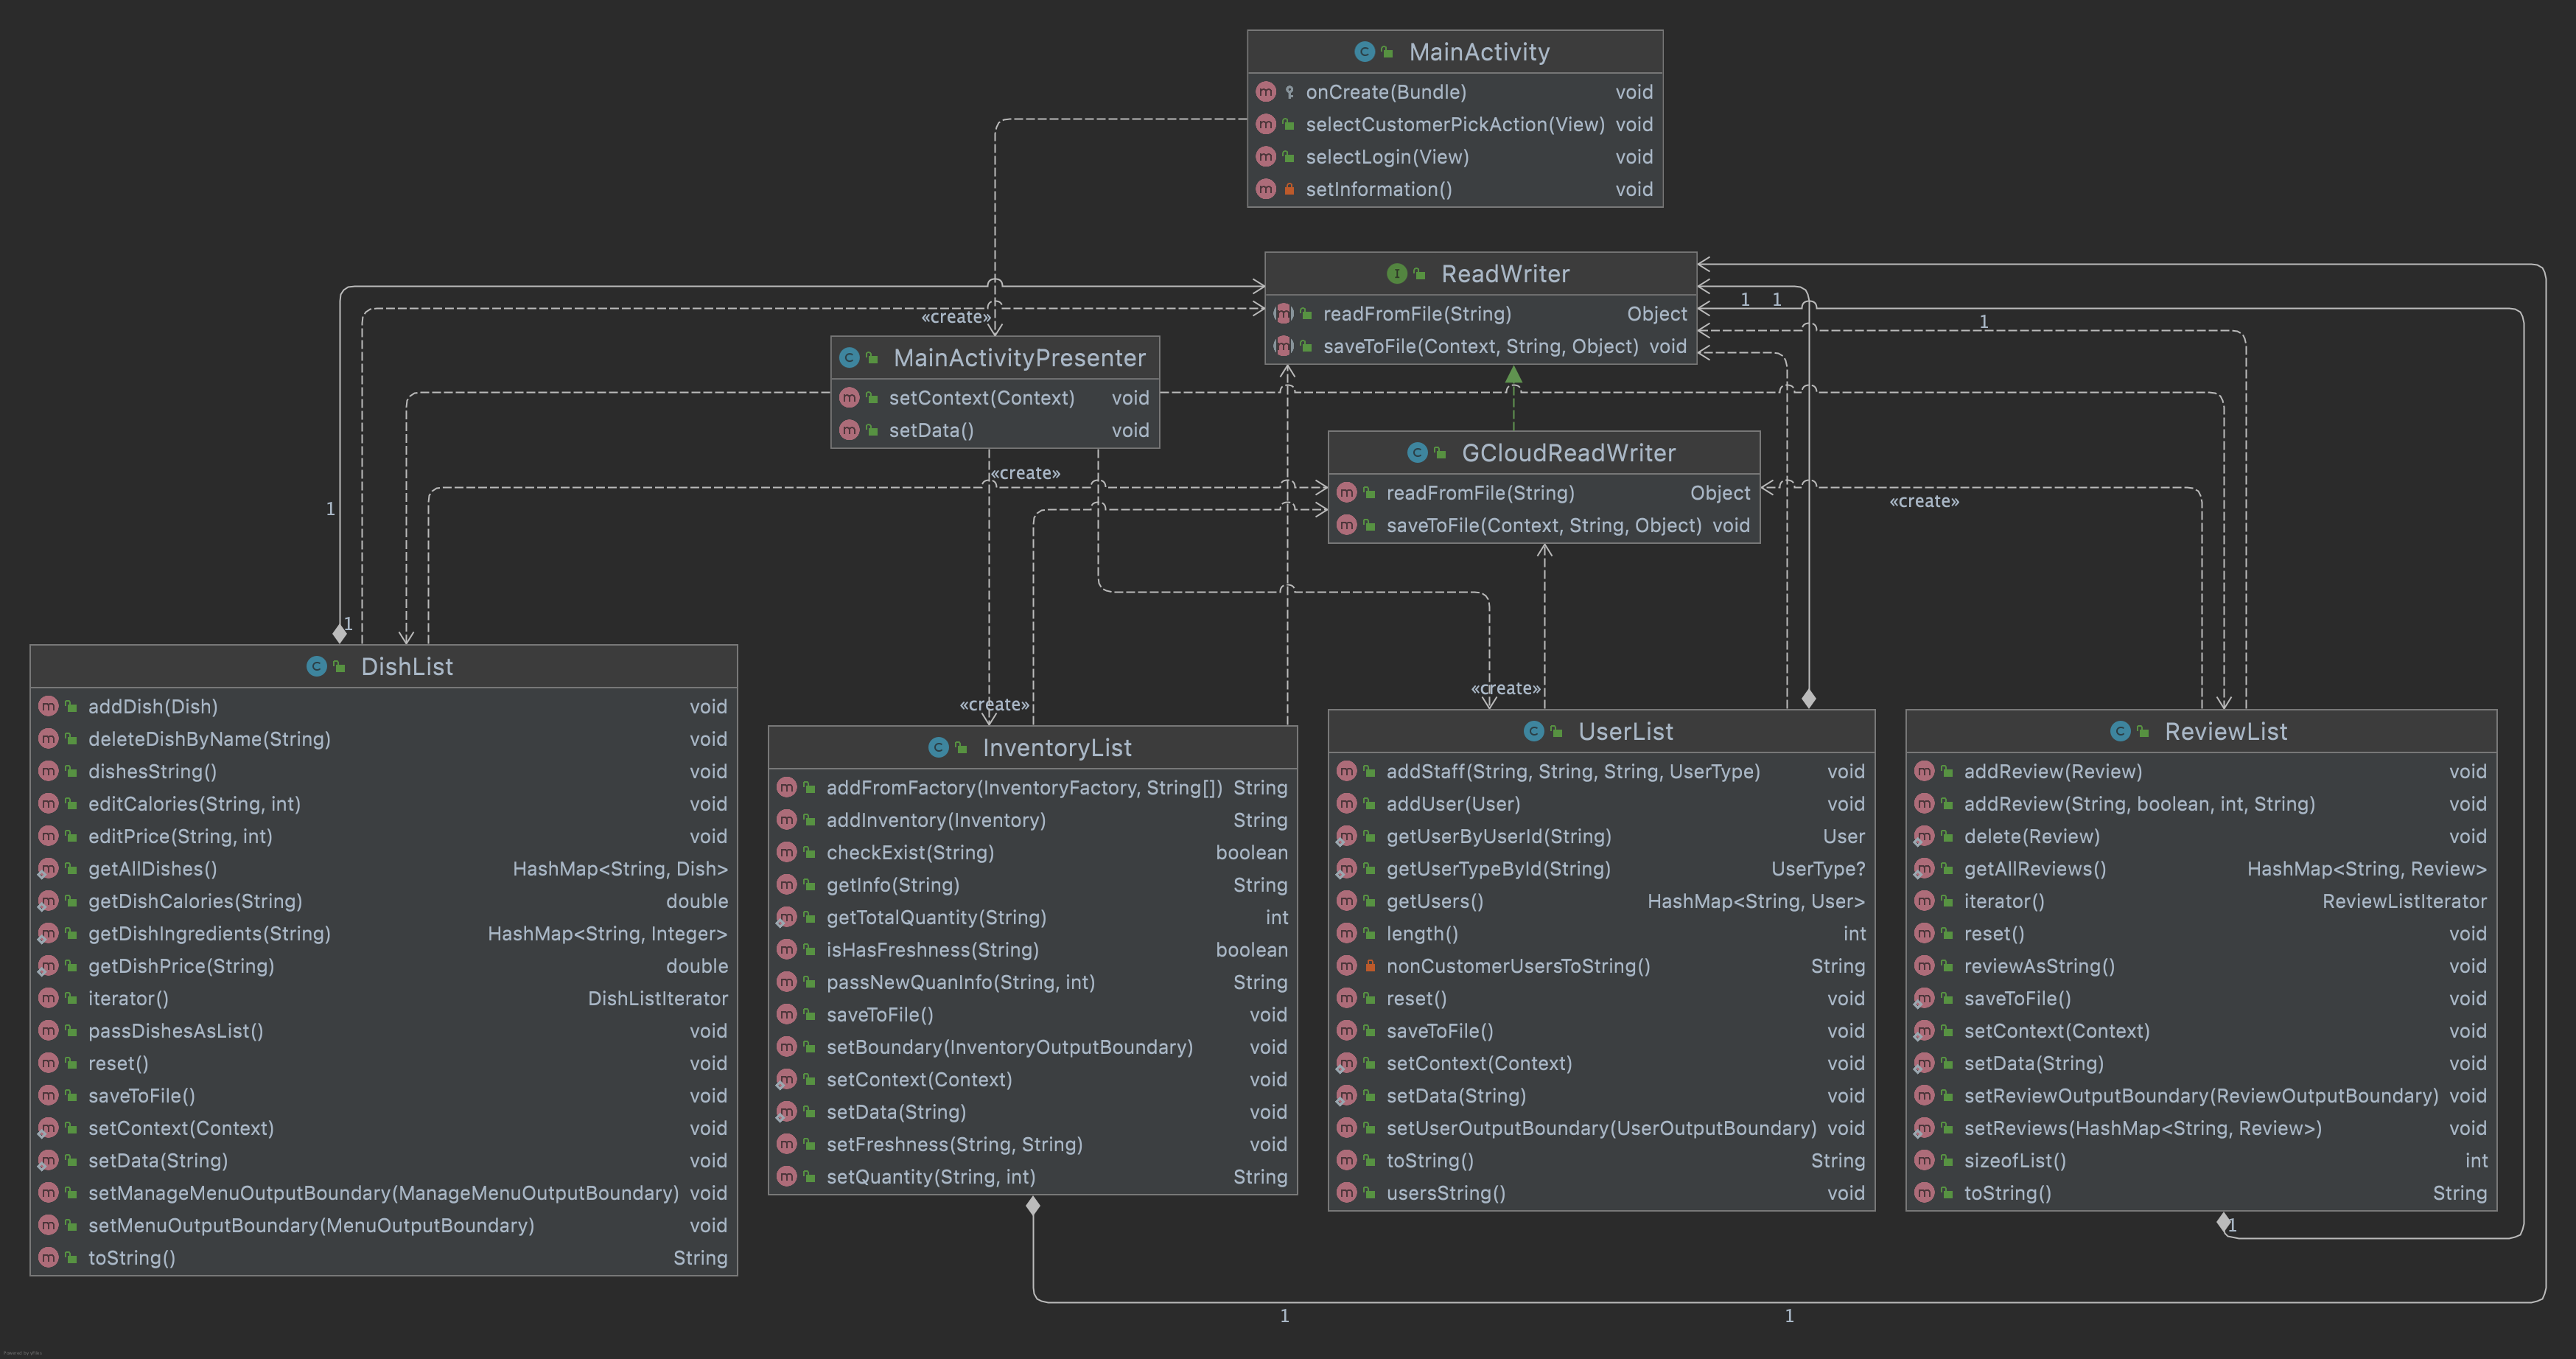 MainActivity
onCreate(Bundle) void
selectCustomerPickAction(View) void
selectLogin(View) void
setInformation() void
ReadWriter
readFromFile(String) Object
saveToFile(Context, String, Object) void
1 1
1
«create»
MainActivityPresenter
setContext(Context) void
setData() void
«create»
GCloudReadWriter
readFromFile(String) Object
saveToFile(Context, String, Object) void
«create»
1
1
«create»
«create»
DishList
addDish(Dish) void
deleteDishByName(String) void
dishesString() void
editCalories(String, int) void
editPrice(String, int) void
getAllDishes() HashMap<String, Dish>
getDishCalories(String) double
getDishIngredients(String) HashMap<String, Integer>
getDishPrice(String) double
iterator() DishListIterator
passDishesAsList() void
reset() void
saveToFile() void
setContext(Context) void
setData(String) void
setManageMenuOutputBoundary(ManageMenuOutputBoundary) void
setMenuOutputBoundary(MenuOutputBoundary) void
toString() String
InventoryList
addFromFactory(InventoryFactory, String[]) String
addInventory(Inventory) String
checkExist(String) boolean
getInfo(String) String
getTotalQuantity(String) int
isHasFreshness(String) boolean
passNewQuanInfo(String, int) String
saveToFile() void
setBoundary(InventoryOutputBoundary) void
setContext(Context) void
setData(String) void
setFreshness(String, String) void
setQuantity(String, int) String
UserList
addStaff(String, String, String, UserType) void
addUser(User) void
getUserByUserId(String) User
getUserTypeById(String) UserType?
getUsers() HashMap<String, User>
length() int
nonCustomerUsersToString() String
reset() void
saveToFile() void
setContext(Context) void
setData(String) void
setUserOutputBoundary(UserOutputBoundary) void
toString() String
usersString() void
ReviewList
addReview(Review) void
addReview(String, boolean, int, String) void
delete(Review) void
getAllReviews() HashMap<String, Review>
iterator() ReviewListIterator
reset() void
reviewAsString() void
saveToFile() void
setContext(Context) void
setData(String) void
setReviewOutputBoundary(ReviewOutputBoundary) void
setReviews(HashMap<String, Review>) void
sizeofList() int
toString() String
1
1 1
Powered by yFiles